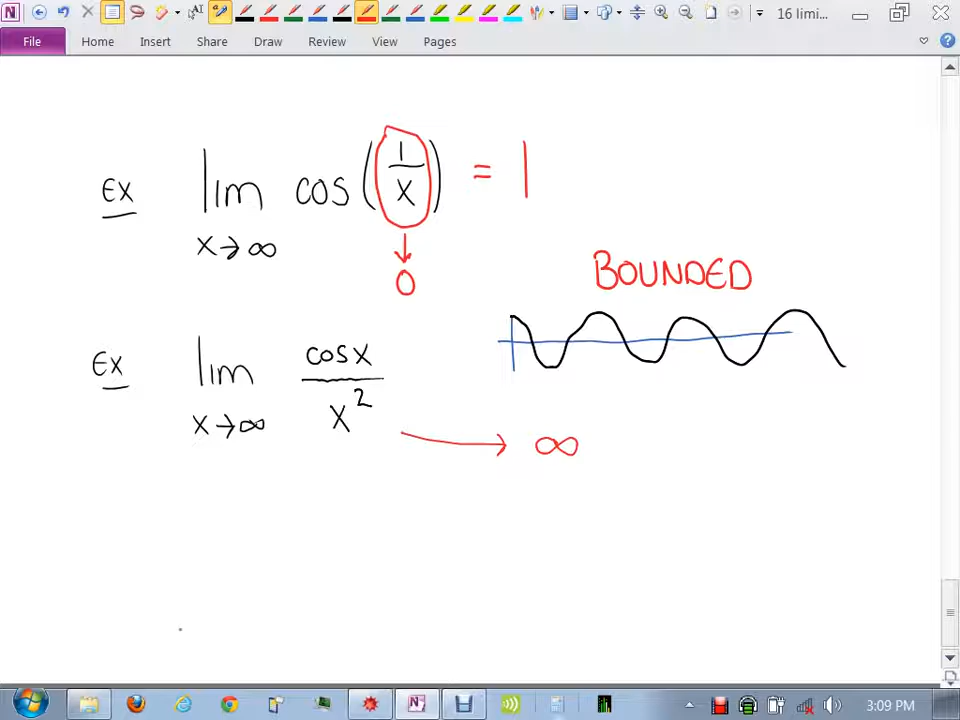 16 limi...
File Home Insert Share Draw Review View Pages
Ex lim cos(1/x) = 1
x→∞
↓
0
BOUNDED
Ex lim cosx/x²
x→∞
→ ∞
3:09 PM